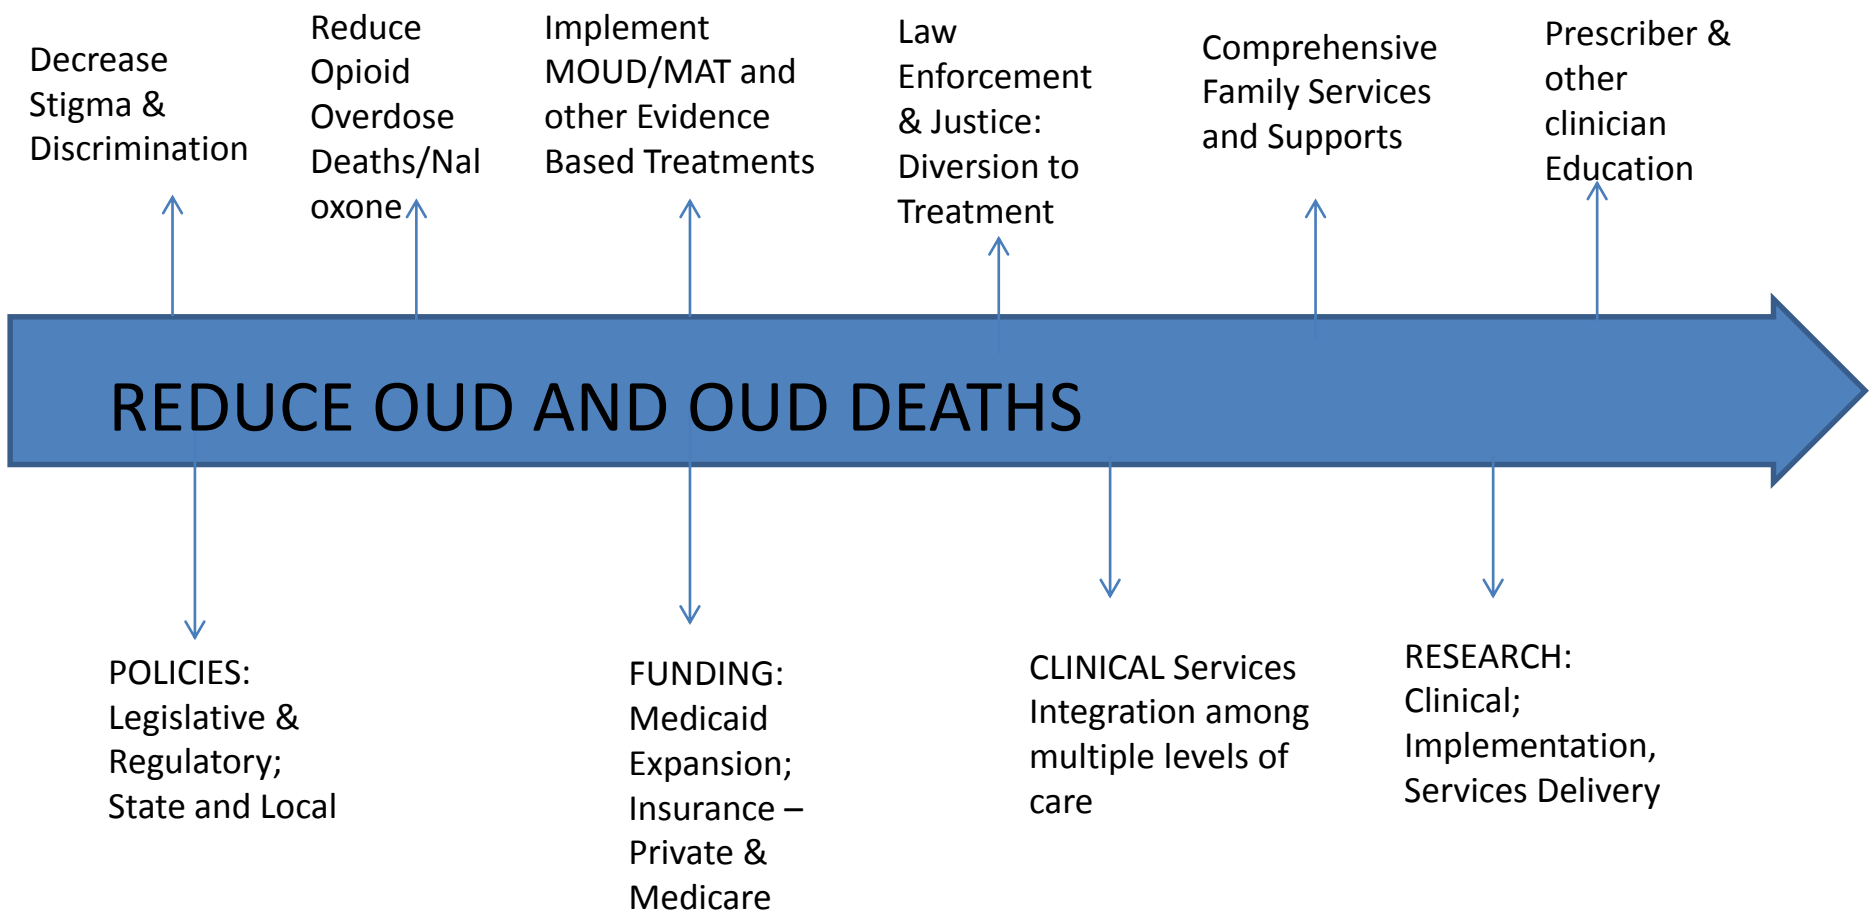 Decrease
Stigma &
Discrimination
Reduce
Opioid
Overdose
Deaths/Nal
oxone
Implement
MOUD/MAT and
other Evidence
Based Treatments
Law
Enforcement
& Justice:
Diversion to
Treatment
Comprehensive
Family Services
and Supports
Prescriber &
other
clinician
Education
REDUCE OUD AND OUD DEATHS
POLICIES:
Legislative &
Regulatory;
State and Local
FUNDING:
Medicaid
Expansion;
Insurance –
Private &
Medicare
CLINICAL Services
Integration among
multiple levels of
care
RESEARCH:
Clinical;
Implementation,
Services Delivery